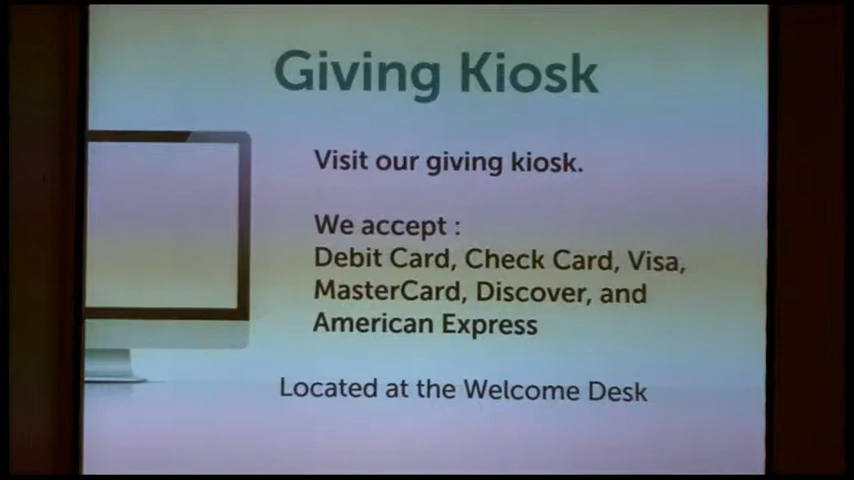 Giving Kiosk
Visit our giving kiosk.
We accept :
Debit Card, Check Card, Visa,
MasterCard, Discover, and
American Express
Located at the Welcome Desk